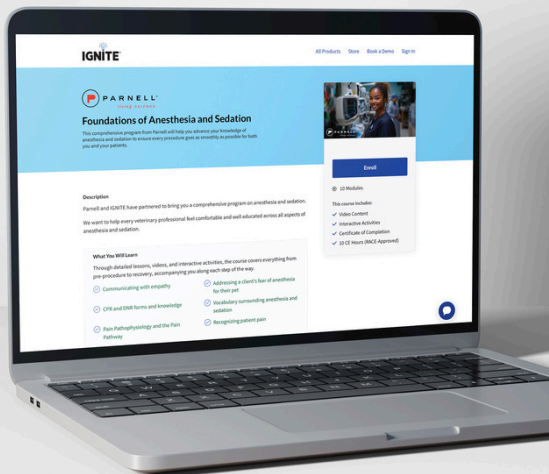 IGNITE
All Products Store Book a Demo Sign in
PARNELL
living science
Foundations of Anesthesia and Sedation
This comprehensive program from Parnell will help you advance your knowledge of
anesthesia and sedation to ensure every procedure goes as smoothly as possible for both
you and your patients.
PARNELL
Enroll
10 Modules
This course includes:
Video Content
Interactive Activities
Certificate of Completion
10 CE Hours (RACE-Approved)
Description
Parnell and IGNITE have partnered to bring you a comprehensive program on anesthesia and sedation.
We want to help every veterinary professional feel comfortable and well educated across all aspects of
anesthesia and sedation.
What You Will Learn
Through detailed lessons, videos, and interactive activities, the course covers everything from
pre-procedure to recovery, accompanying you along each step of the way.
Communicating with empathy
CPR and DNR forms and knowledge
Pain Pathophysiology and the Pain
Pathway
Addressing a client's fear of anesthesia
for their pet
Vocabulary surrounding anesthesia and
sedation
Recognizing patient pain